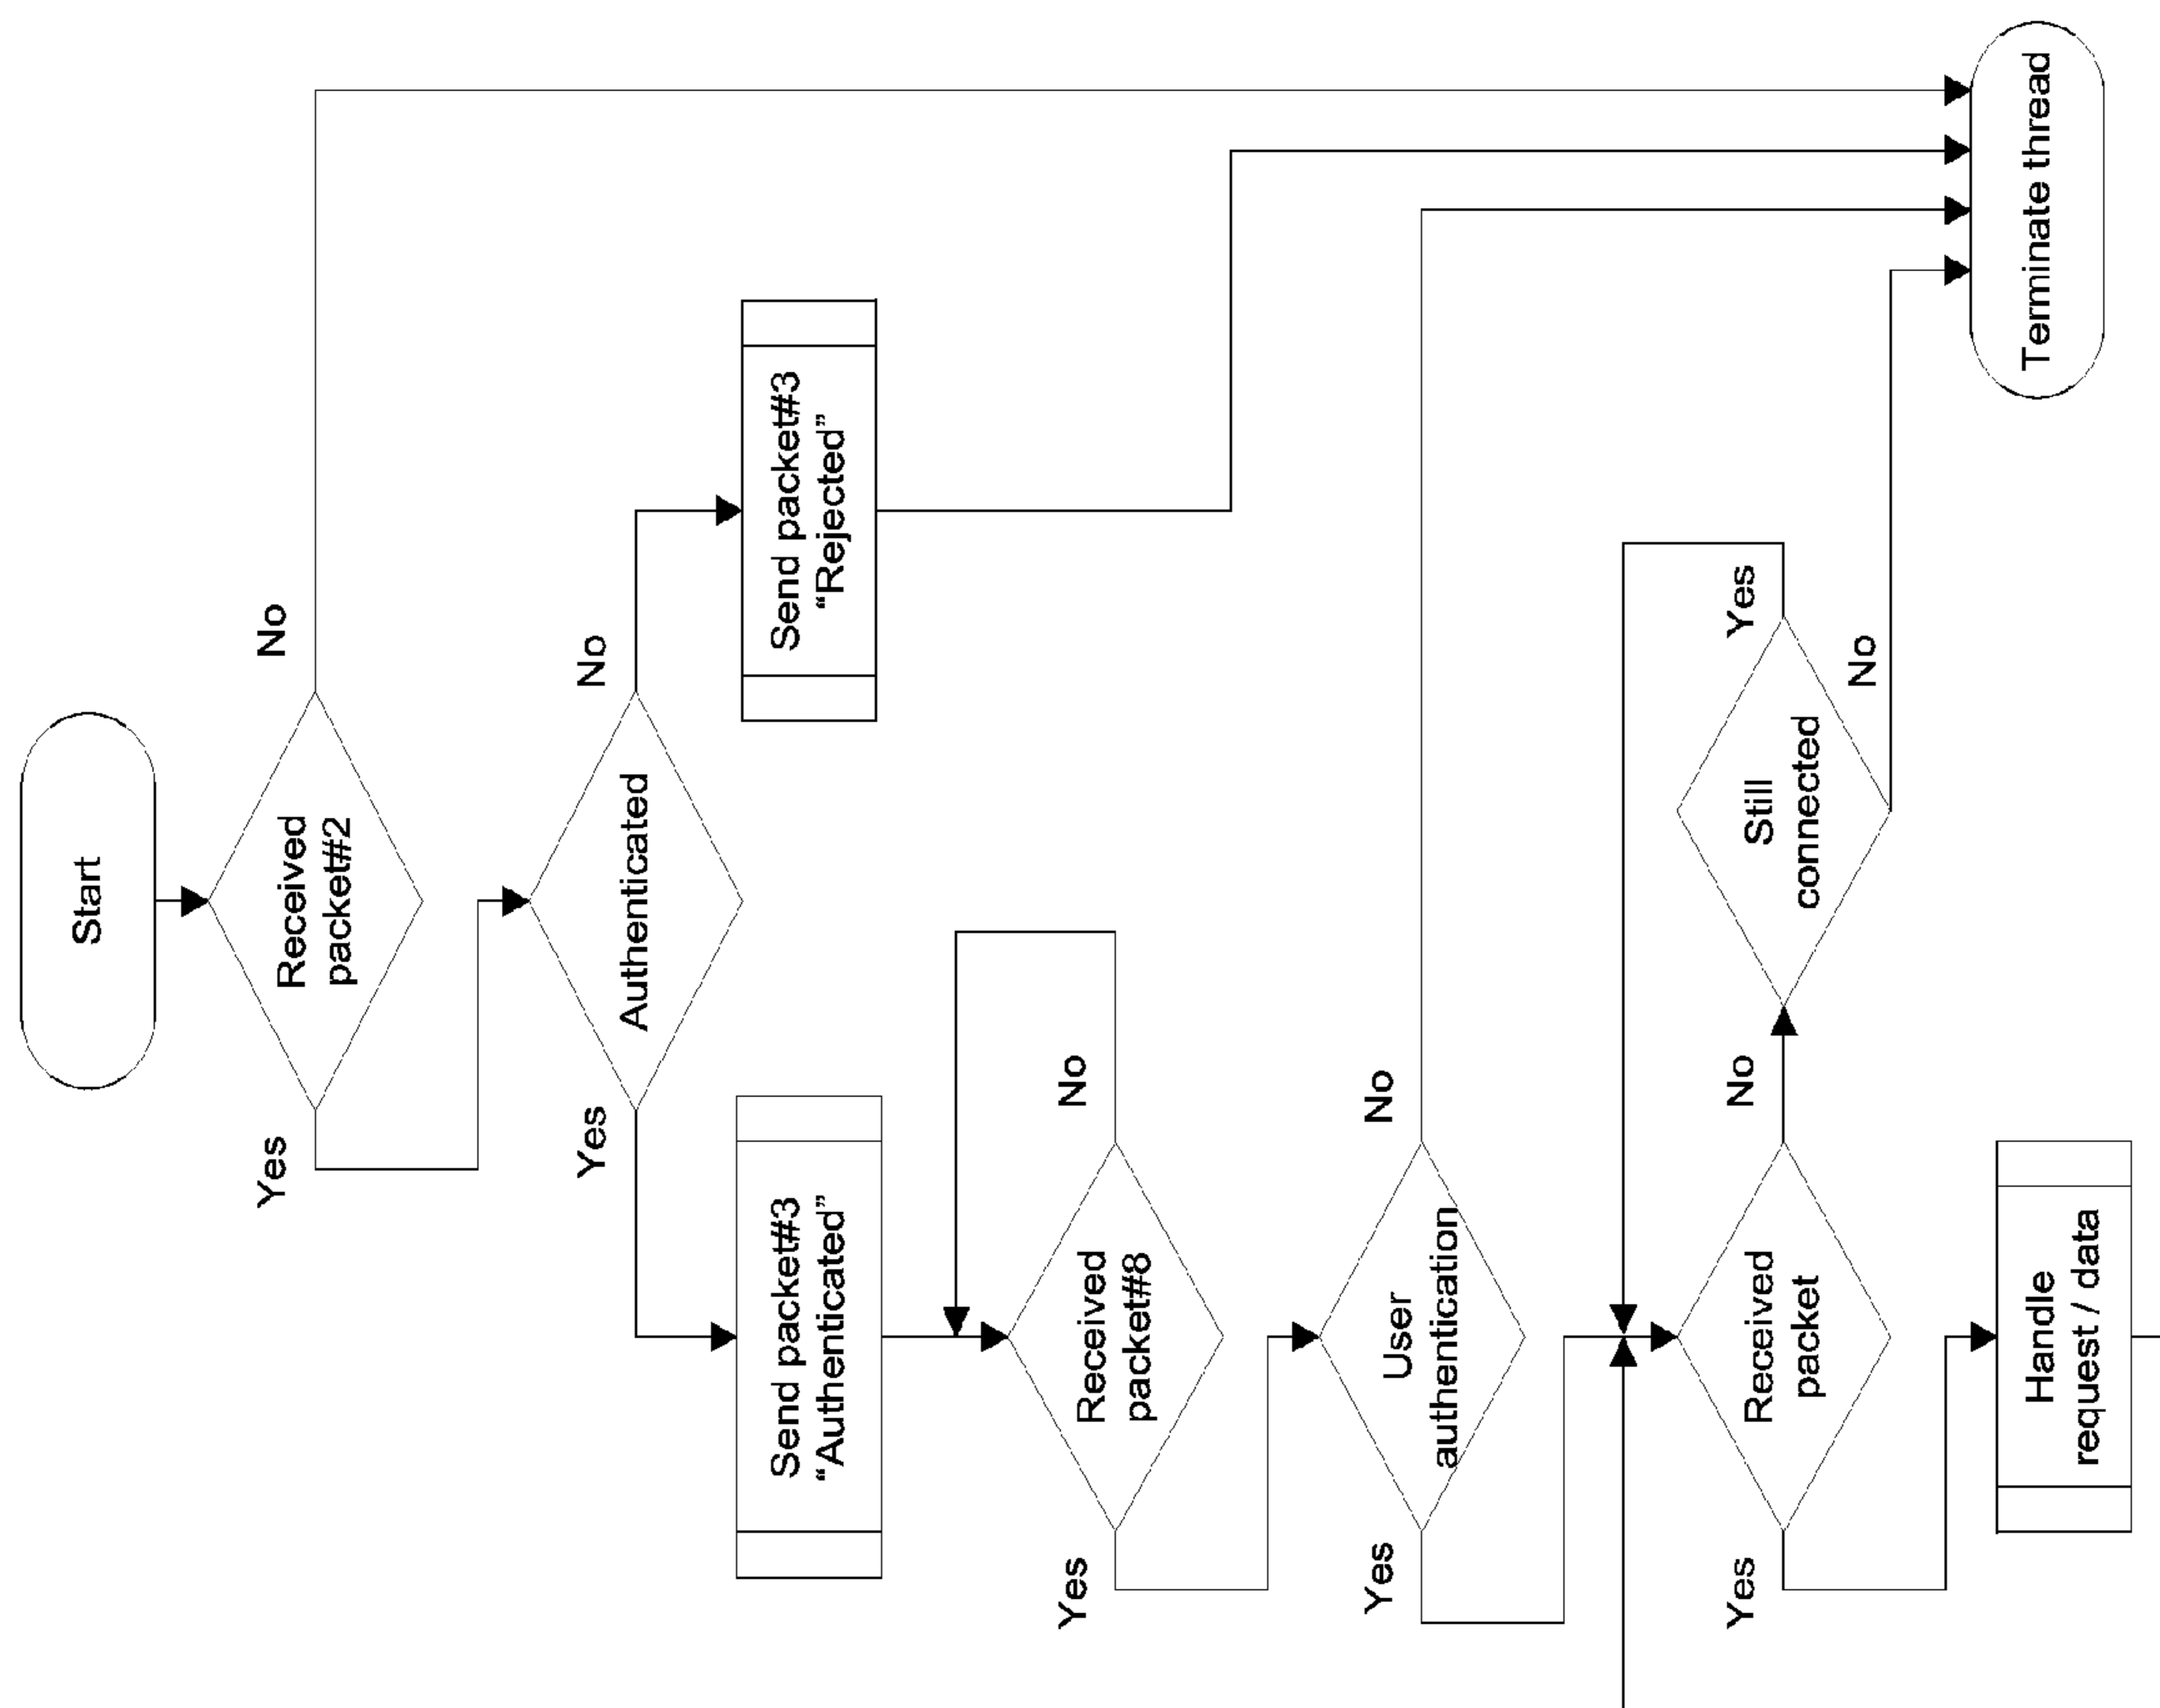 Start
Received
packet#2
No
Yes
Authenticated
No
Yes
Send packet#3
“Rejected”
Send packet#3
“Authenticated”
Received
packet#8
No
Yes
User
authentication
No
Yes
Received
packet
No
Yes
Still
connected
Yes
No
Handle
request / data
Terminate thread